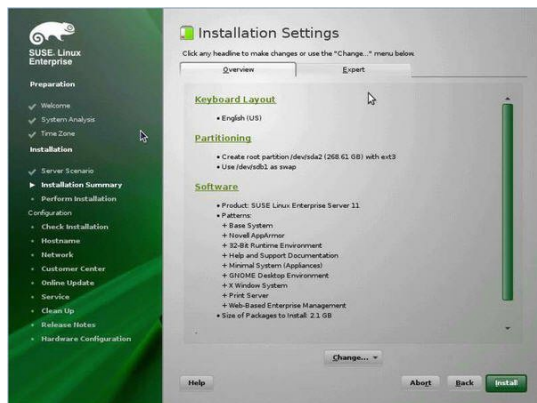 SUSE. Linux
Enterprise
Preparation
Welcome
System Analysis
Time Zone
Installation
Server Scenario
Installation Summary
Perform Installation
Configuration
Check Installation
Hostname
Network
Customer Center
Online Update
Service
Clean Up
Release Notes
Hardware Configuration
Installation Settings
Click any headline to make changes or use the "Change..." menu below.
Overview
Expert
Keyboard Layout
• English (US)
Partitioning
• Create root partition /dev/sda2 (268.61 GB) with ext3
• Use /dev/sdb1 as swap
Software
• Product: SUSE Linux Enterprise Server 11
• Patterns:
+ Base System
+ Novell AppArmor
+ 32-Bit Runtime Environment
+ Help and Support Documentation
+ Minimal System (Appliances)
+ GNOME Desktop Environment
+ X Window System
+ Print Server
+ Web-Based Enterprise Management
• Size of Packages to Install: 2.1 GB
Change...
Help
Abort
Back
Install